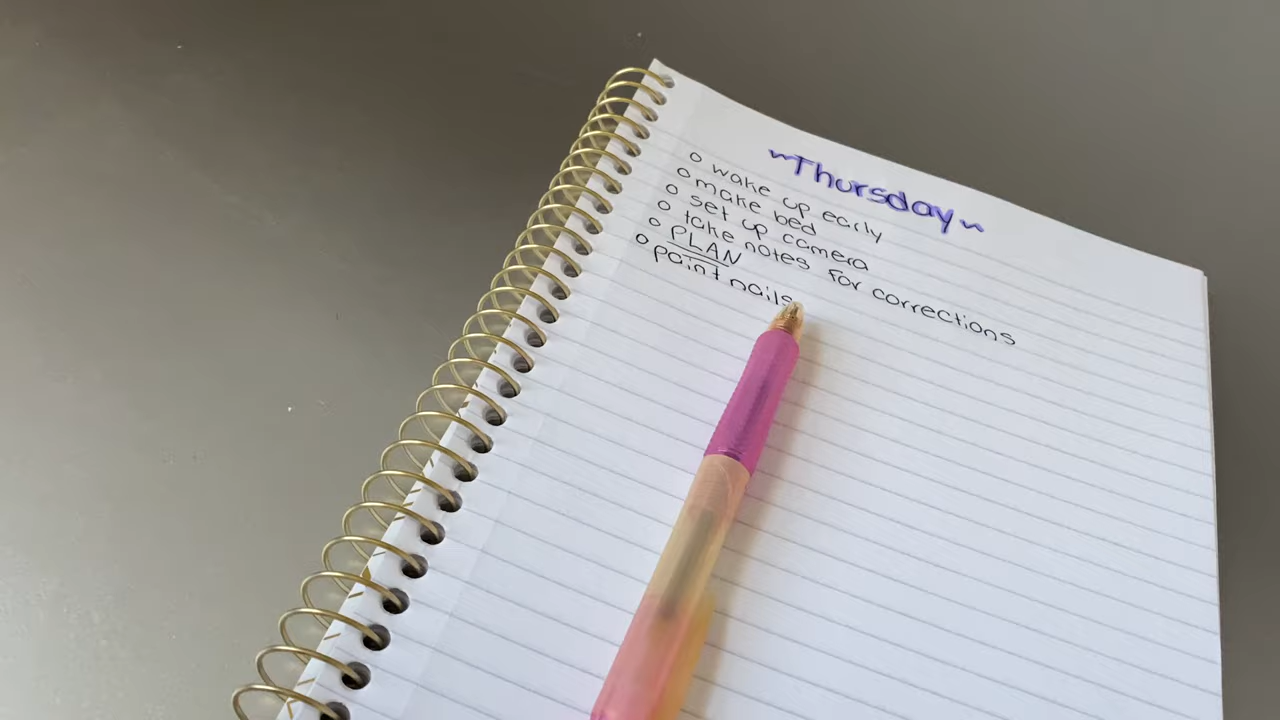 ~Thursday~
o wake up early
o make bed
o set up camera
o take notes for corrections
o PLAN
o paint nails